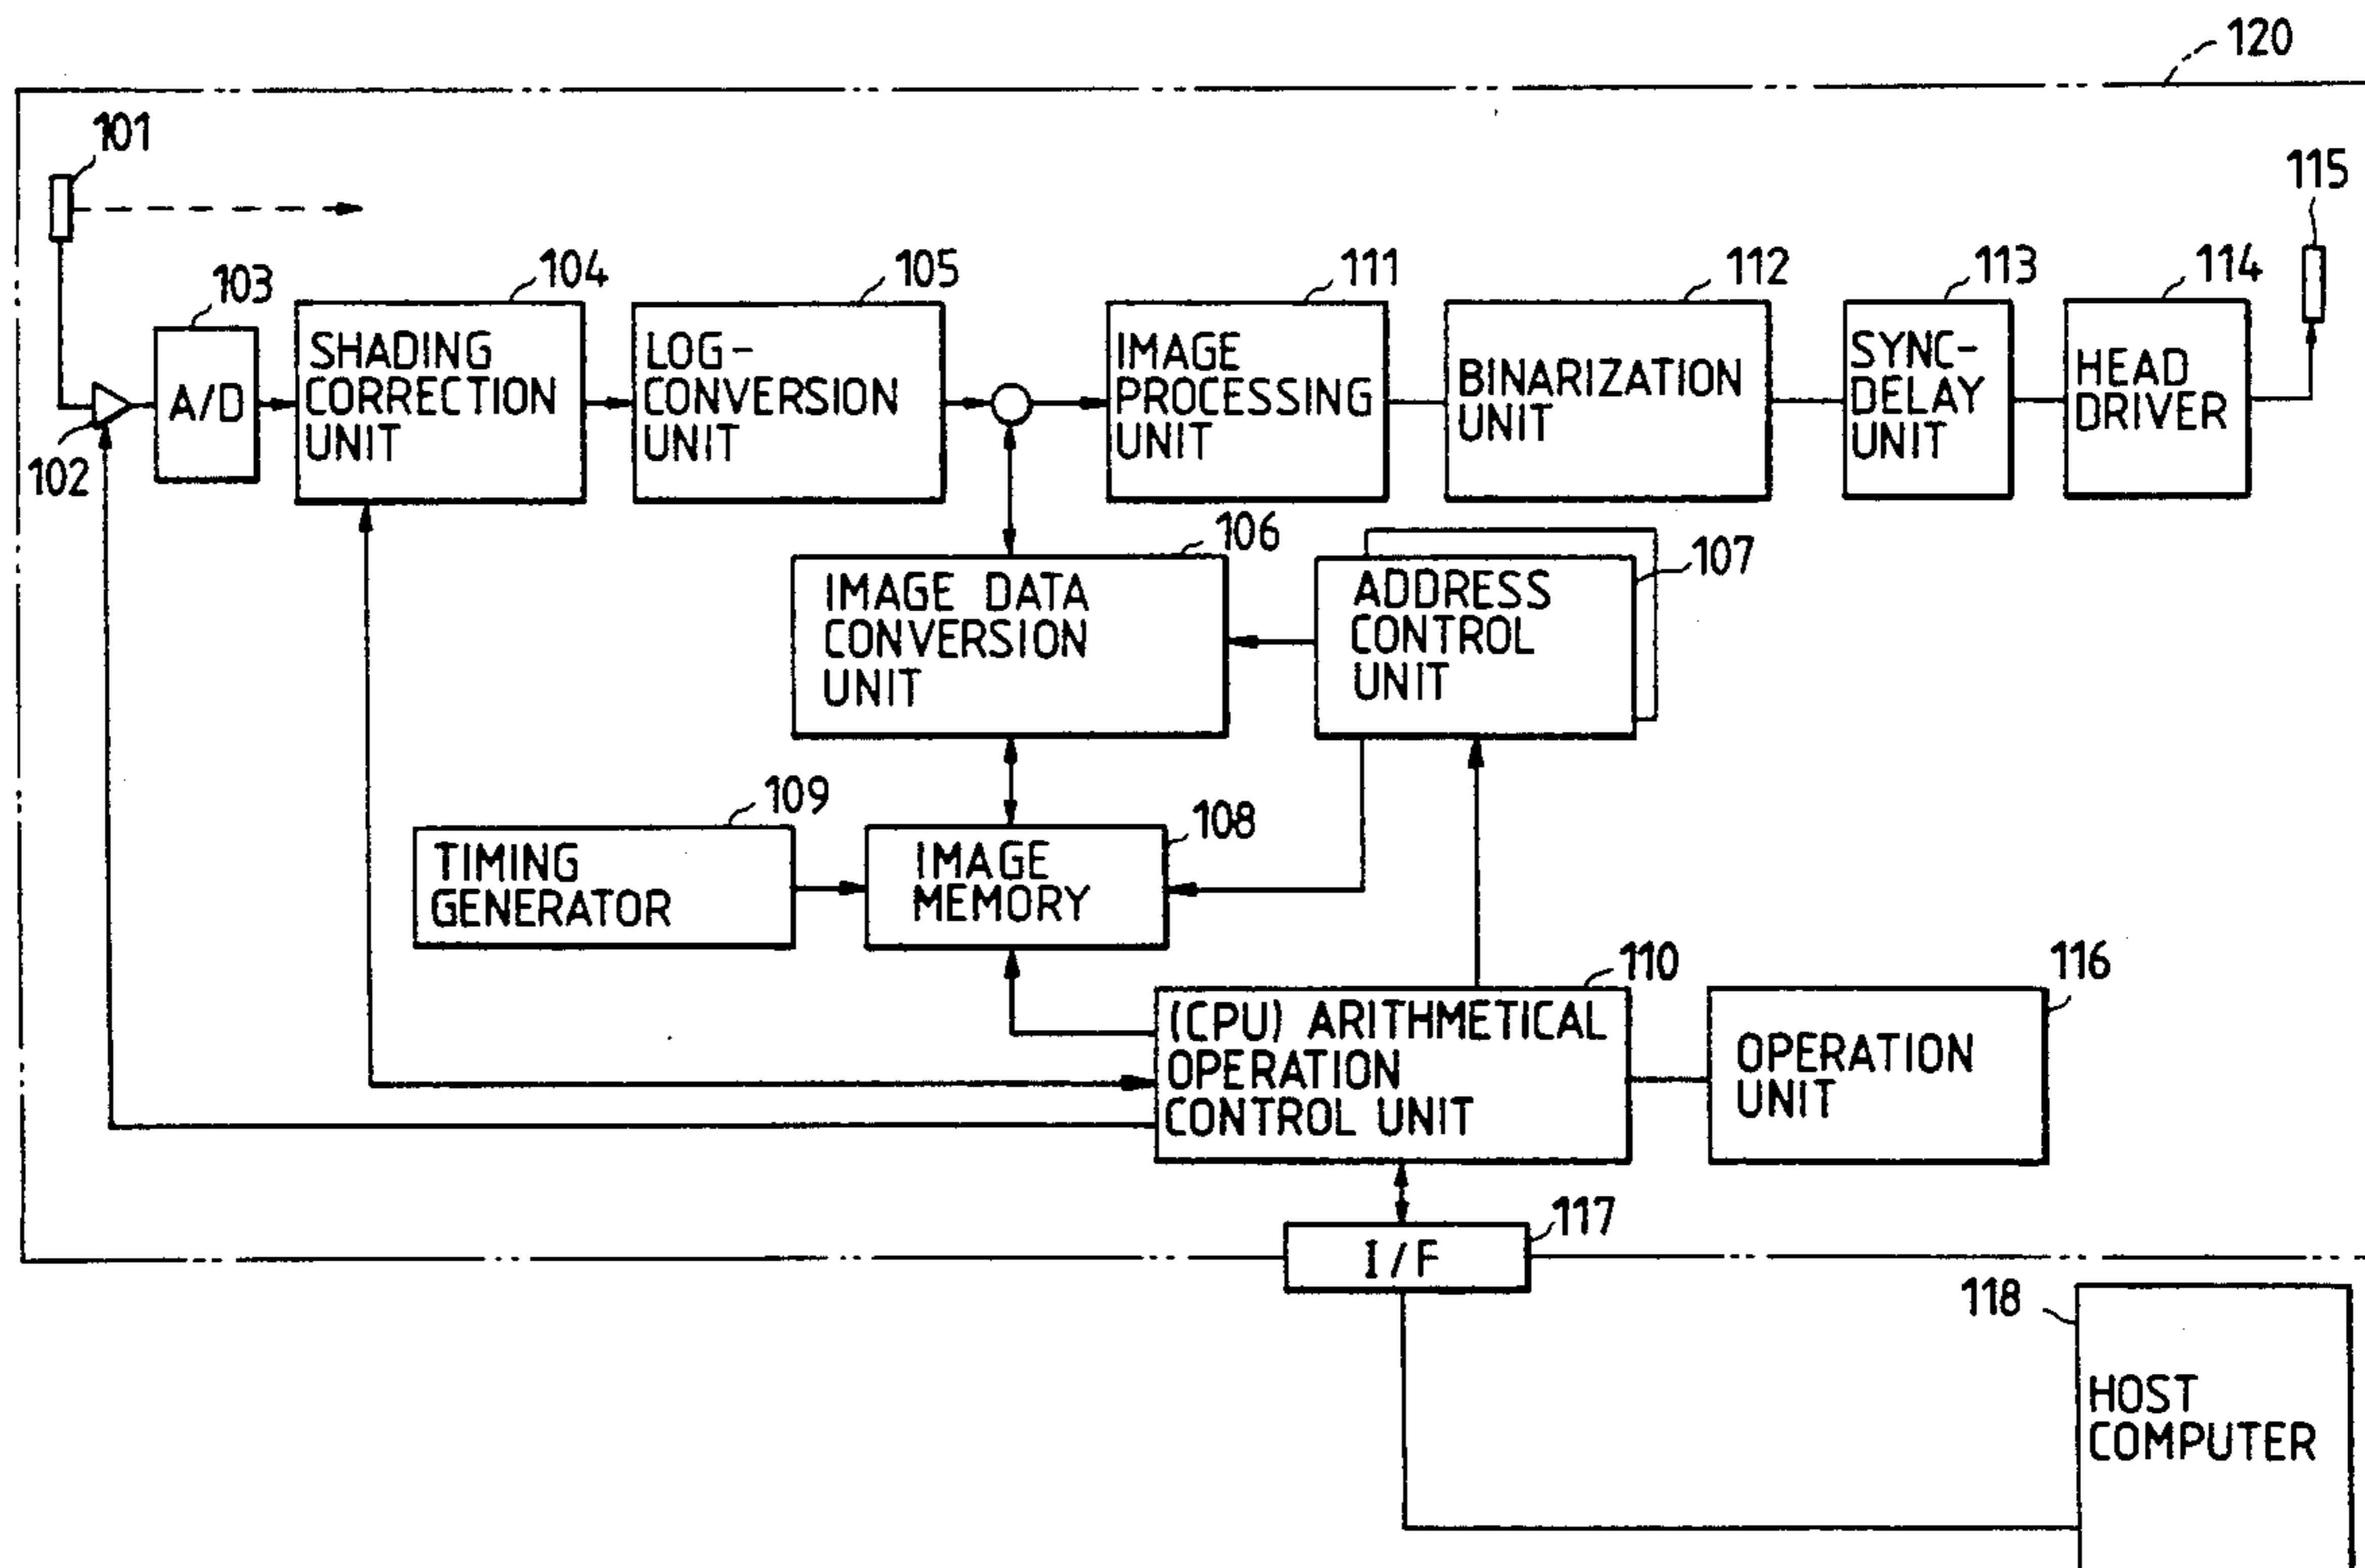 120
101
115
103
104
105
111
112
113
114
A/D
SHADING
CORRECTION
UNIT
LOG-
CONVERSION
UNIT
IMAGE
PROCESSING
UNIT
BINARIZATION
UNIT
SYNC-
DELAY
UNIT
HEAD
DRIVER
102
106
107
IMAGE DATA
CONVERSION
UNIT
ADDRESS
CONTROL
UNIT
109
108
TIMING
GENERATOR
IMAGE
MEMORY
110
116
(CPU) ARITHMETICAL
OPERATION
CONTROL UNIT
OPERATION
UNIT
117
I/F
118
HOST
COMPUTER